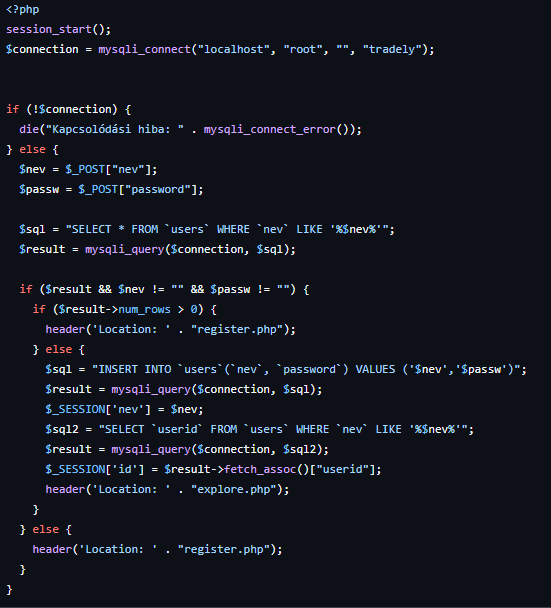 <?php
session_start();
$connection = mysqli_connect("localhost", "root", "", "tradely");
if (!$connection) {
die("Kapcsolódási hiba: " . mysqli_connect_error());
} else {
$nev = $_POST["nev"];
$passw = $_POST["password"];
$sql = "SELECT * FROM `users` WHERE `nev` LIKE '%$nev%'";
$result = mysqli_query($connection, $sql);
if ($result && $nev != "" && $passw != "") {
if ($result->num_rows > 0) {
header('Location: ' . "register.php");
} else {
$sql = "INSERT INTO `users`(`nev`, `password`) VALUES ('$nev','$passw')";
$result = mysqli_query($connection, $sql);
$_SESSION['nev'] = $nev;
$sql2 = "SELECT `userid` FROM `users` WHERE `nev` LIKE '%$nev%'";
$result = mysqli_query($connection, $sql2);
$_SESSION['id'] = $result->fetch_assoc()["userid"];
header('Location: ' . "explore.php");
}
} else {
header('Location: ' . "register.php");
}
}